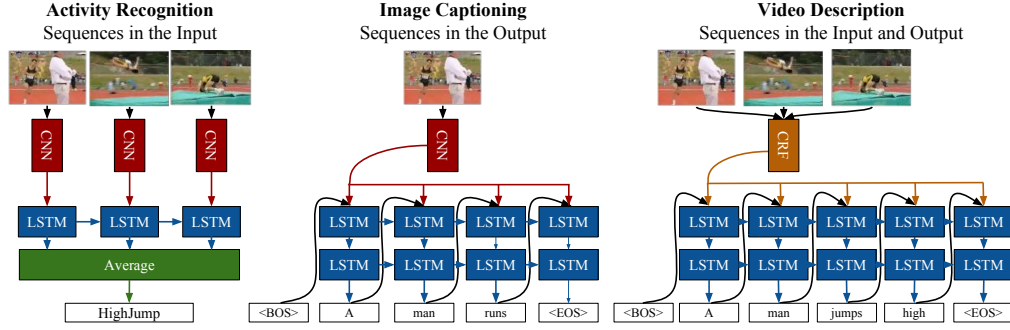 Activity Recognition
Sequences in the Input
CNN
CNN
CNN
LSTM
LSTM
LSTM
Average
HighJump
Image Captioning
Sequences in the Output
CNN
LSTM
LSTM
LSTM
LSTM
LSTM
LSTM
LSTM
LSTM
<BOS>
A
man
runs
<EOS>
Video Description
Sequences in the Input and Output
CRF
LSTM
LSTM
LSTM
LSTM
LSTM
LSTM
LSTM
LSTM
LSTM
LSTM
<BOS>
A
man
jumps
high
<EOS>